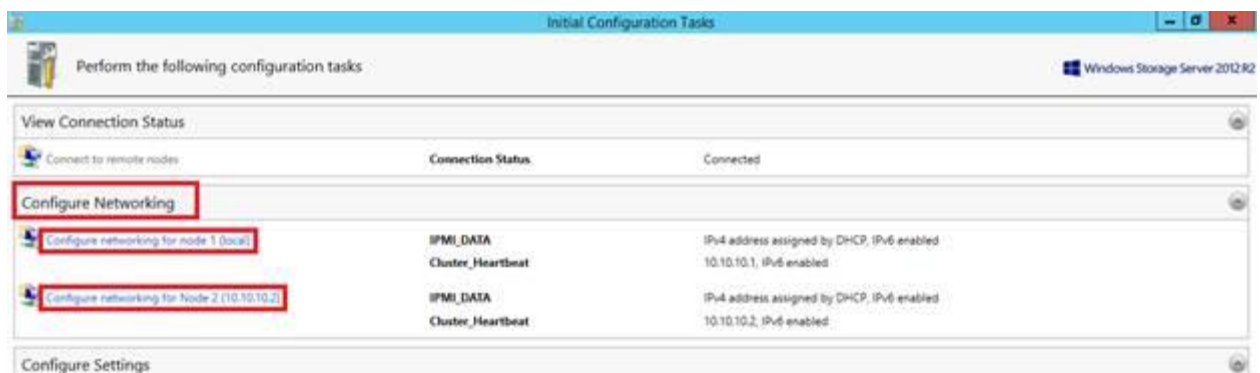 Initial Configuration Tasks
Perform the following configuration tasks
Windows Storage Server 2012 R2
View Connection Status
Connect to remote nodes Connection Status Connected
Configure Networking
Configure networking for node 1 (local) IPMI_DATA IPv4 address assigned by DHCP, IPv6 enabled
Cluster_Heartbeat 10.10.10.1, IPv6 enabled
Configure networking for Node 2 (10.10.10.2) IPMI_DATA IPv4 address assigned by DHCP, IPv6 enabled
Cluster_Heartbeat 10.10.10.2, IPv6 enabled
Configure Settings